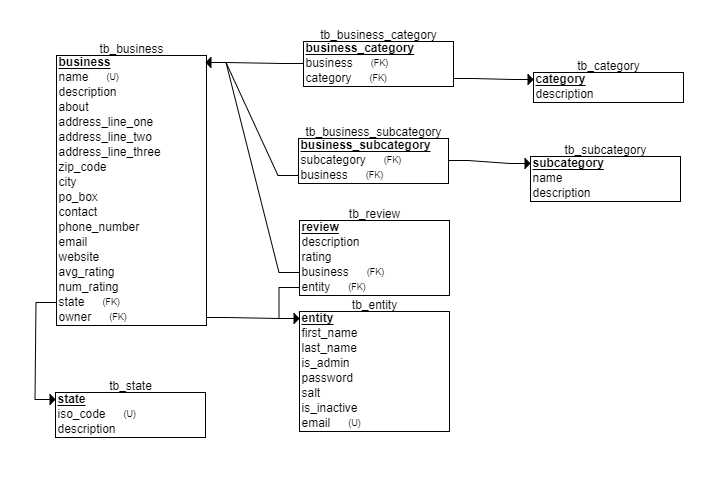 tb_business
business
name (U)
description
about
address_line_one
address_line_two
address_line_three
zip_code
city
po_box
contact
phone_number
email
website
avg_rating
num_rating
state (FK)
owner (FK)
tb_business_category
business_category
business (FK)
category (FK)
tb_category
category
description
tb_business_subcategory
business_subcategory
subcategory (FK)
business (FK)
tb_subcategory
subcategory
name
description
tb_review
review
description
rating
business (FK)
entity (FK)
tb_entity
entity
first_name
last_name
is_admin
password
salt
is_inactive
email (U)
tb_state
state
iso_code (U)
description